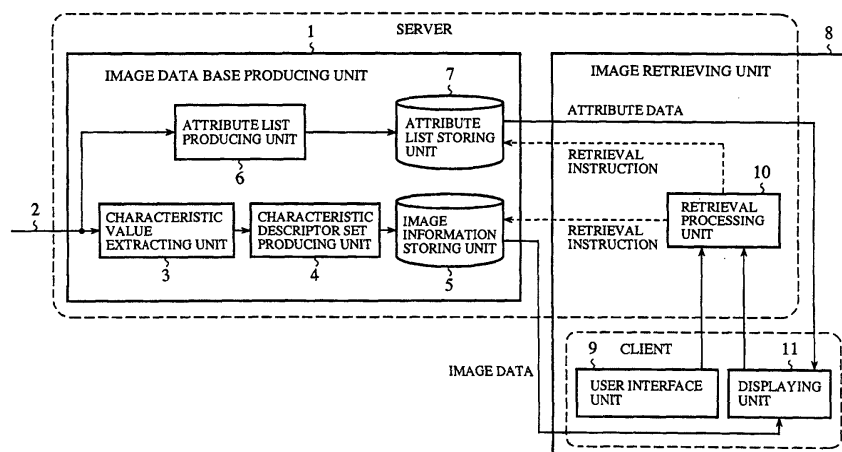 SERVER
1
8
IMAGE DATA BASE PRODUCING UNIT
7
IMAGE RETRIEVING UNIT
ATTRIBUTE LIST
PRODUCING UNIT
6
ATTRIBUTE
LIST STORING
UNIT
ATTRIBUTE DATA
RETRIEVAL
INSTRUCTION
10
RETRIEVAL
PROCESSING
UNIT
2
CHARACTERISTIC
VALUE
EXTRACTING UNIT
3
CHARACTERISTIC
DESCRIPTOR SET
PRODUCING UNIT
4
IMAGE
INFORMATION
STORING UNIT
5
RETRIEVAL
INSTRUCTION
IMAGE DATA
9
CLIENT
11
USER INTERFACE
UNIT
DISPLAYING
UNIT